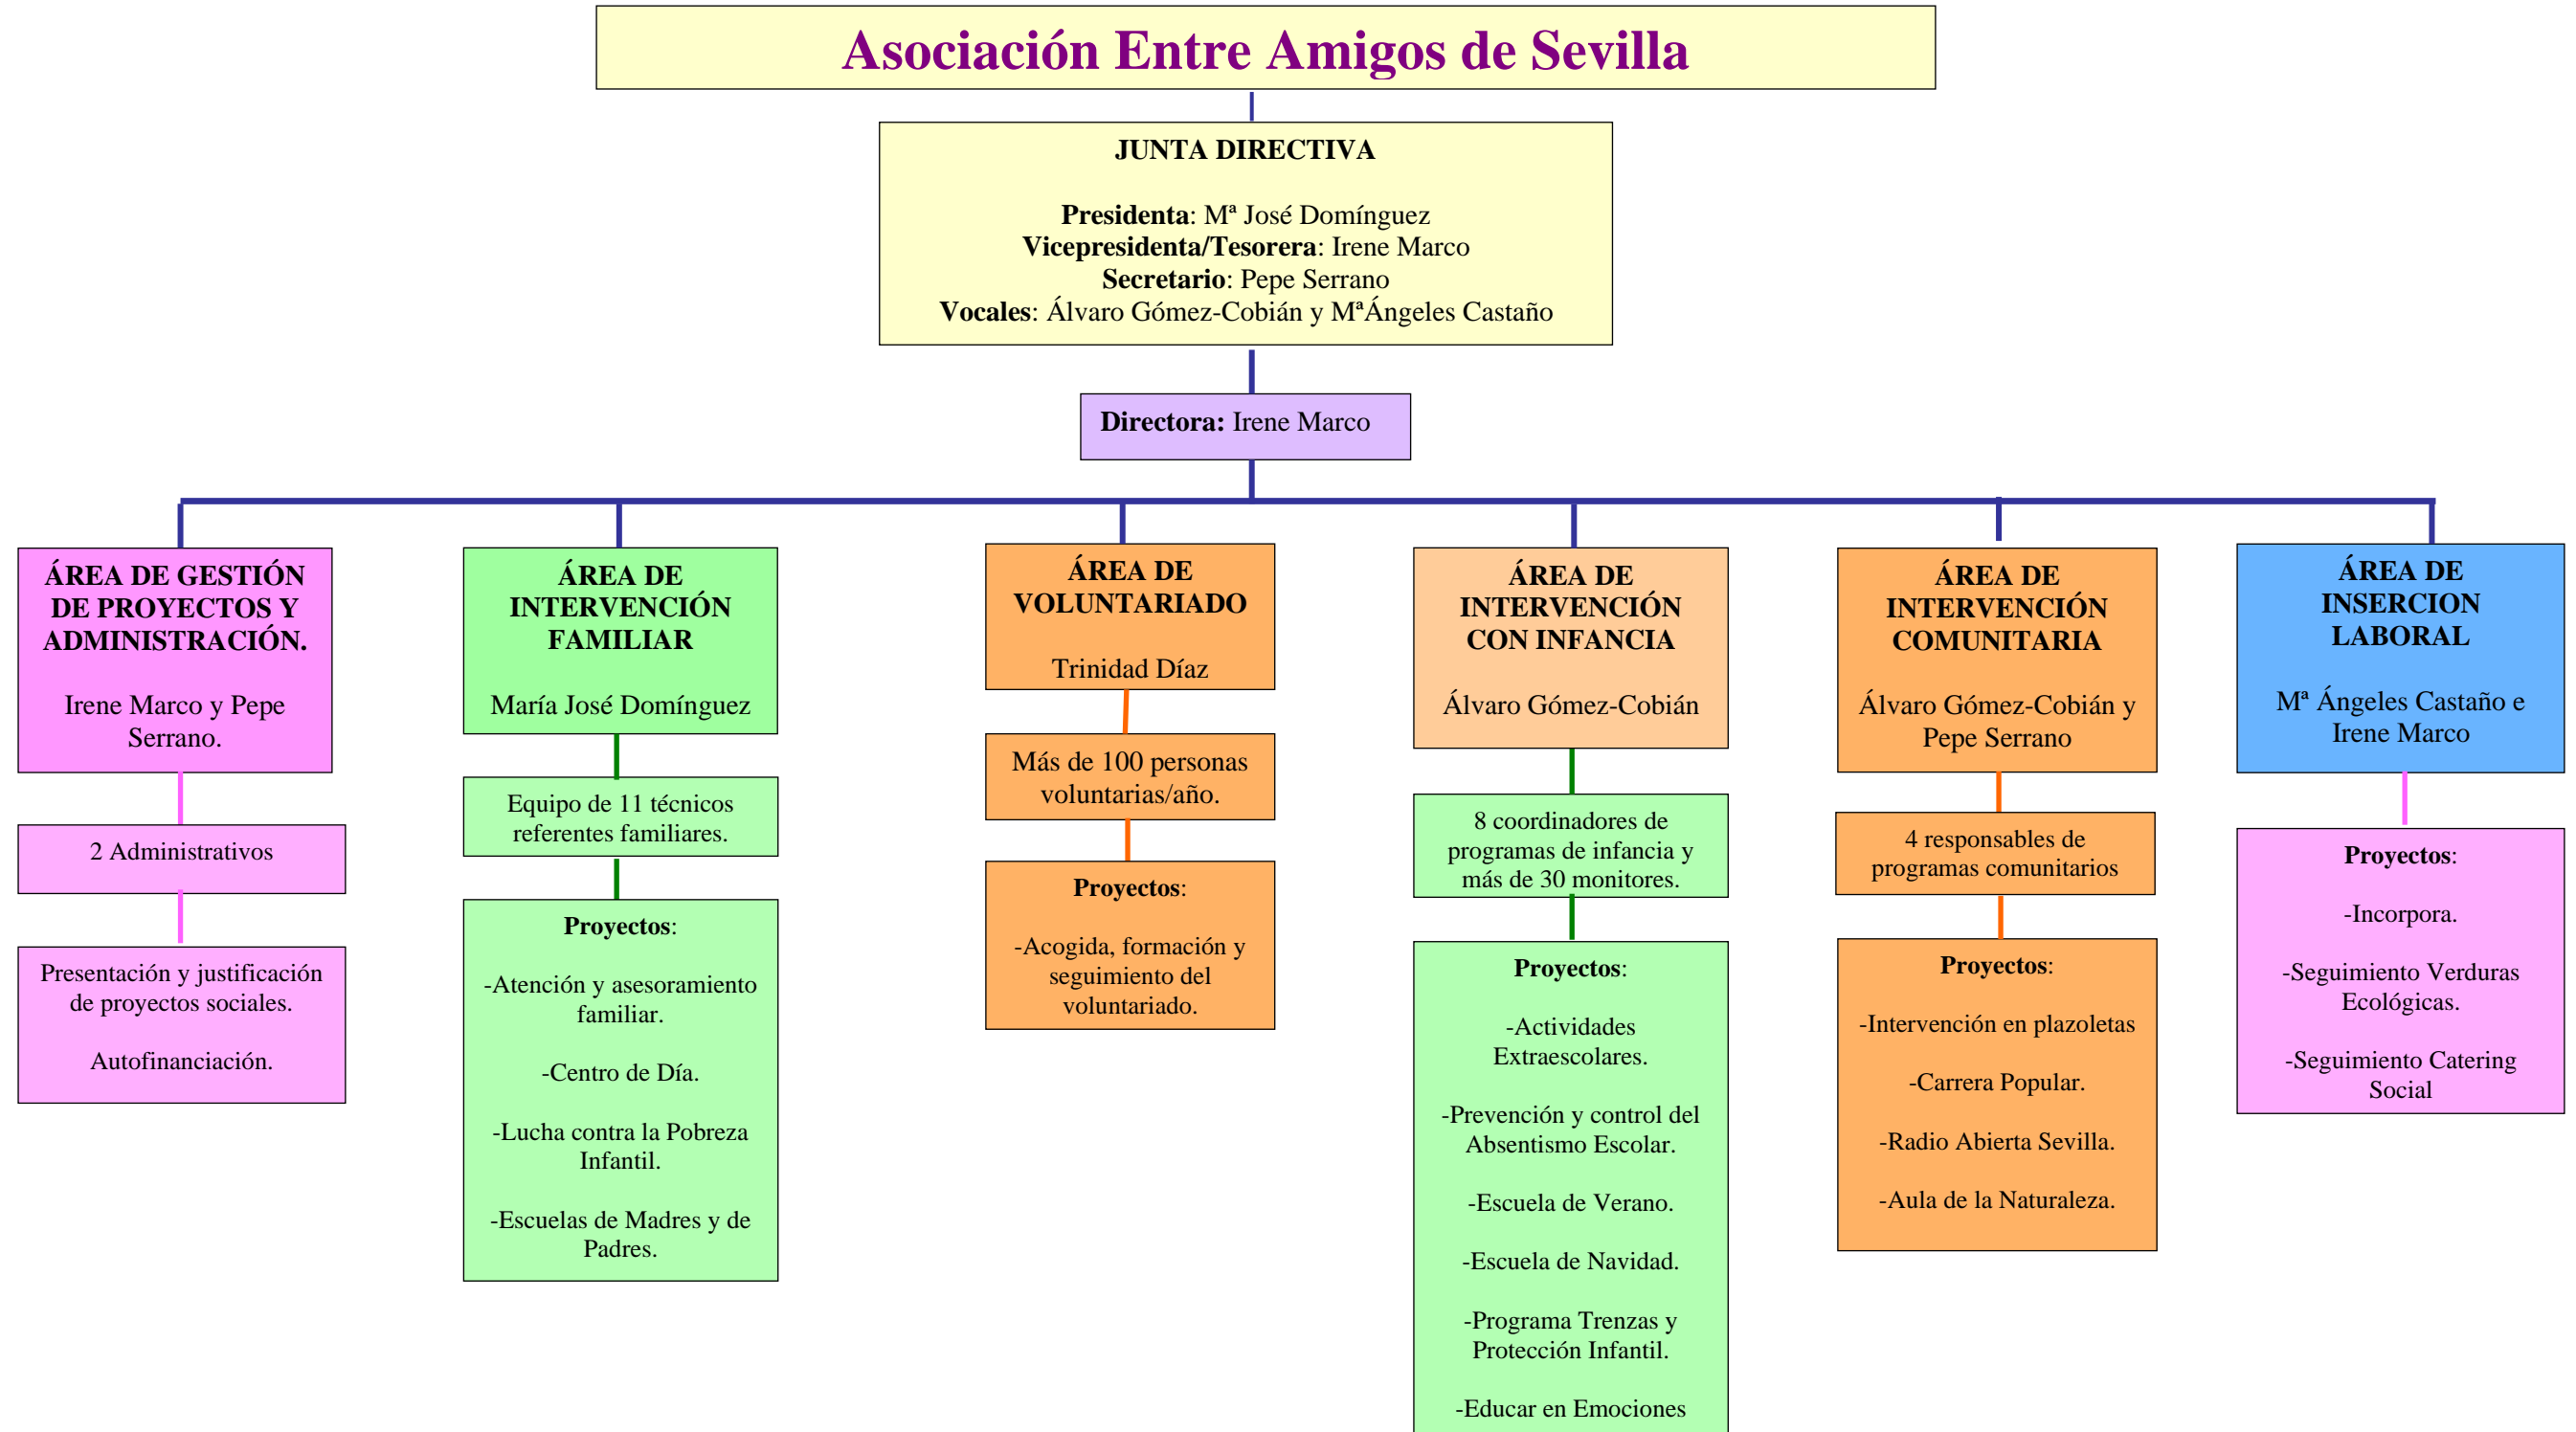 Asociación Entre Amigos de Sevilla
JUNTA DIRECTIVA
Presidenta: Mª José Domínguez
Vicepresidenta/Tesorera: Irene Marco
Secretario: Pepe Serrano
Vocales: Álvaro Gómez-Cobián y MªÁngeles Castaño
Directora: Irene Marco
ÁREA DE GESTIÓN
DE PROYECTOS Y
ADMINISTRACIÓN.
Irene Marco y Pepe
Serrano.
2 Administrativos
Presentación y justificación
de proyectos sociales.
Autofinanciación.
ÁREA DE
INTERVENCIÓN
FAMILIAR
María José Domínguez
Equipo de 11 técnicos
referentes familiares.
Proyectos:
-Atención y asesoramiento
familiar.
-Centro de Día.
-Lucha contra la Pobreza
Infantil.
-Escuelas de Madres y de
Padres.
ÁREA DE
VOLUNTARIADO
Trinidad Díaz
Más de 100 personas
voluntarias/año.
Proyectos:
-Acogida, formación y
seguimiento del
voluntariado.
ÁREA DE
INTERVENCIÓN
CON INFANCIA
Álvaro Gómez-Cobián
8 coordinadores de
programas de infancia y
más de 30 monitores.
Proyectos:
-Actividades
Extraescolares.
-Prevención y control del
Absentismo Escolar.
-Escuela de Verano.
-Escuela de Navidad.
-Programa Trenzas y
Protección Infantil.
-Educar en Emociones
ÁREA DE
INTERVENCIÓN
COMUNITARIA
Álvaro Gómez-Cobián y
Pepe Serrano
4 responsables de
programas comunitarios
Proyectos:
-Intervención en plazoletas
-Carrera Popular.
-Radio Abierta Sevilla.
-Aula de la Naturaleza.
ÁREA DE
INSERCION
LABORAL
Mª Ángeles Castaño e
Irene Marco
Proyectos:
-Incorpora.
-Seguimiento Verduras
Ecológicas.
-Seguimiento Catering
Social